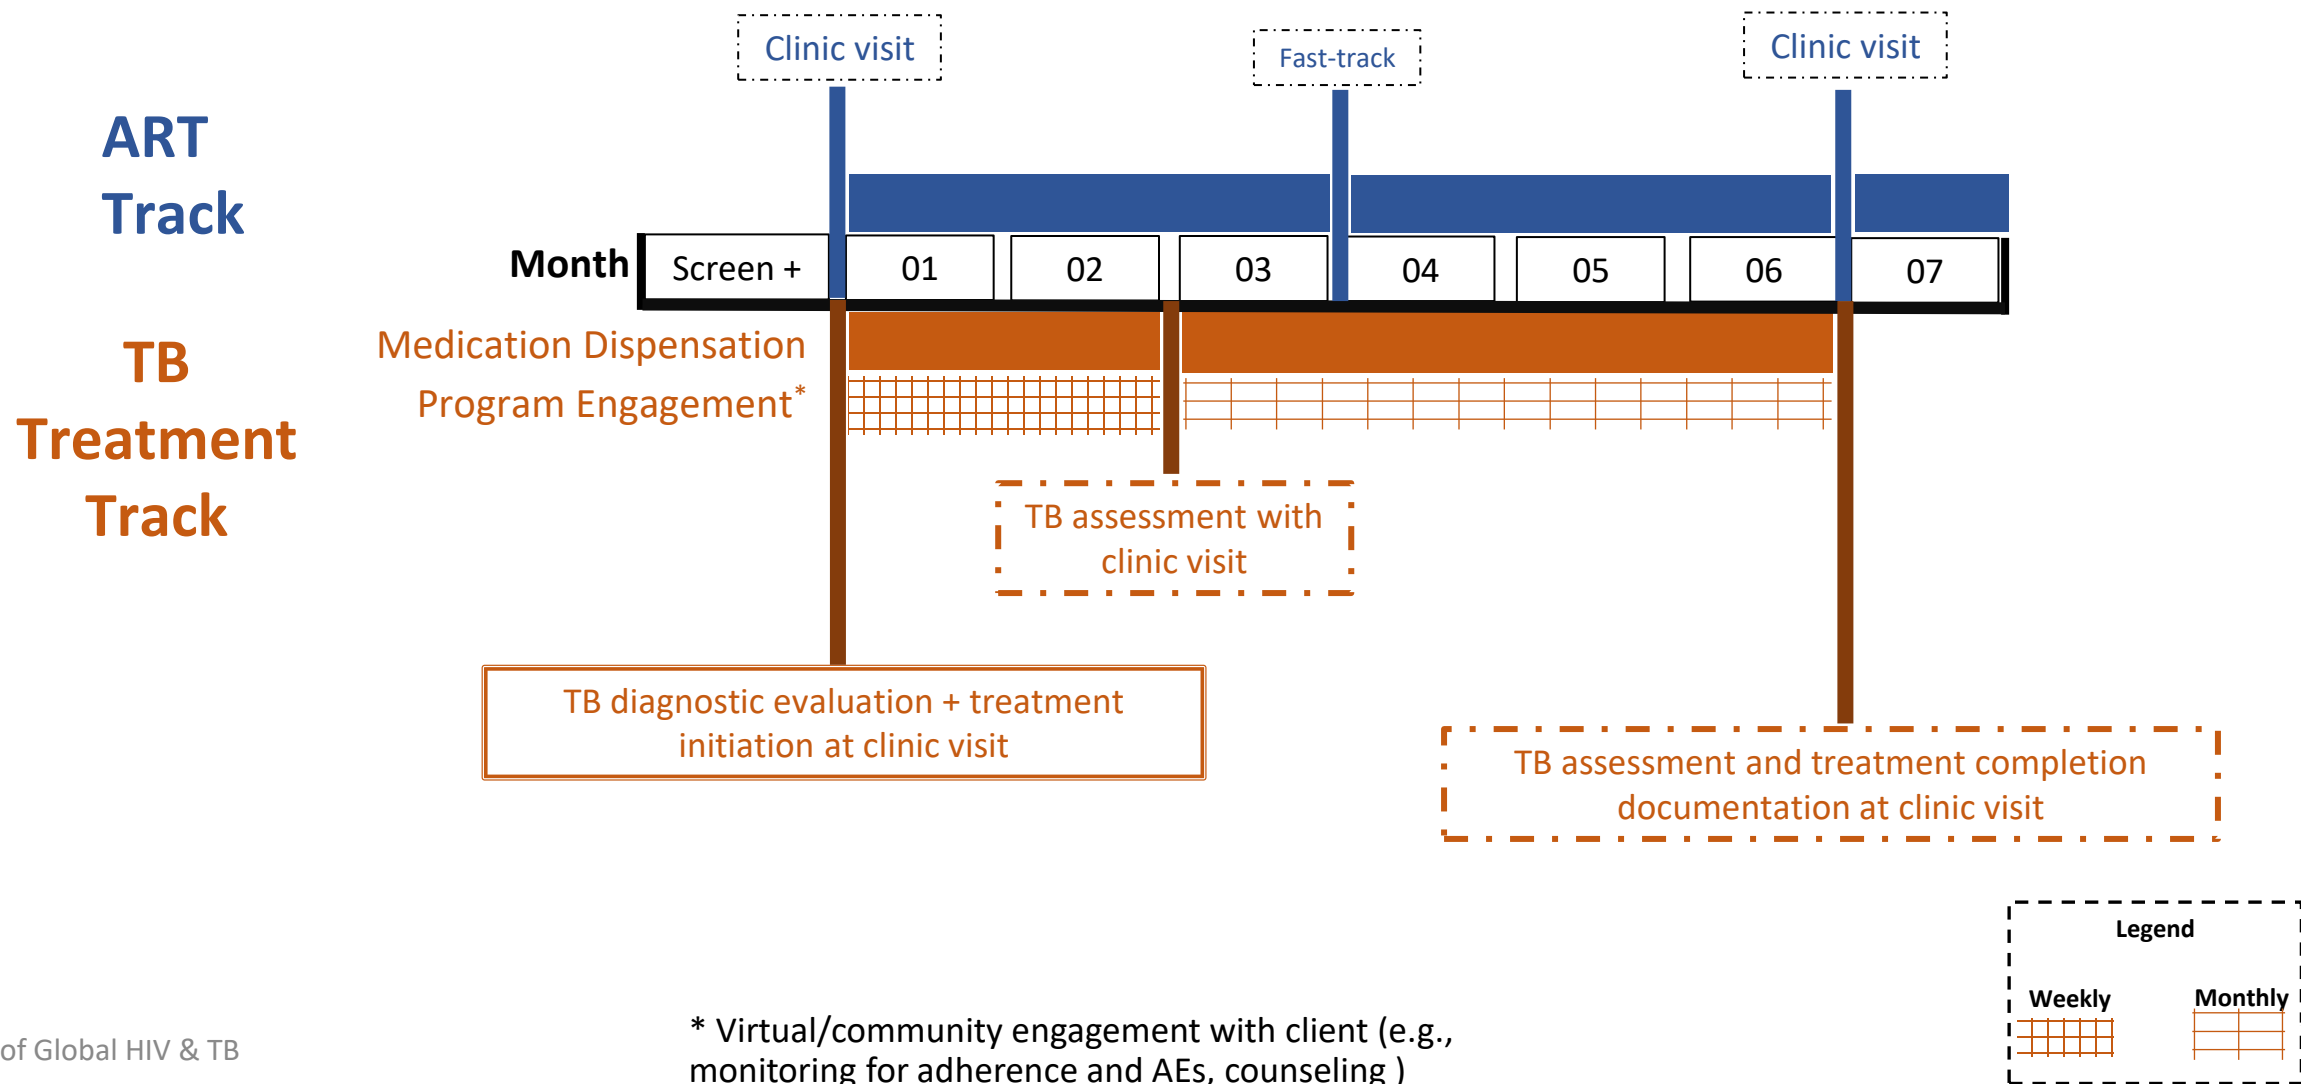 Clinic visit
Fast-track
Clinic visit
ART
Track
Month
Screen +
01
02
03
04
05
06
07
TB
Treatment
Track
Medication Dispensation
Program Engagement*
TB assessment with
clinic visit
TB diagnostic evaluation + treatment
initiation at clinic visit
TB assessment and treatment completion
documentation at clinic visit
Legend
Weekly
Monthly
* Virtual/community engagement with client (e.g.,
monitoring for adherence and AEs, counseling )
of Global HIV & TB